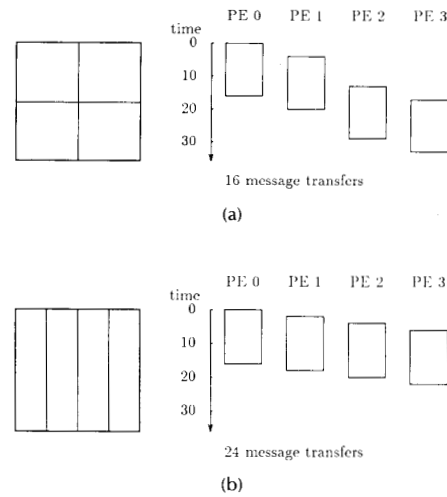 PE 0 PE 1 PE 2 PE 3
time
0
10
20
30
16 message transfers
(a)
PE 0 PE 1 PE 2 PE 3
time
0
10
20
30
24 message transfers
(b)